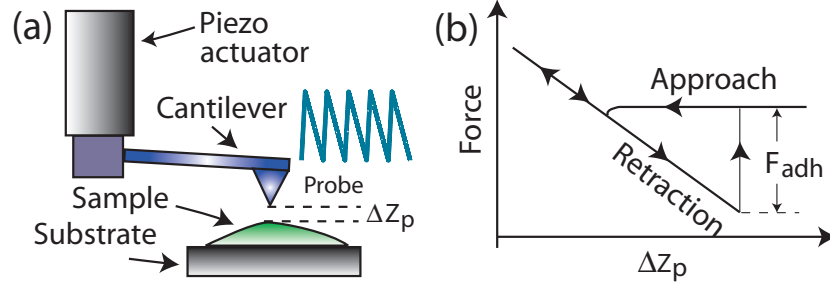 (a)
Piezo
actuator
Cantilever
Probe
Sample
Substrate
ΔZp
(b)
Force
Approach
Retraction
Fadh
ΔZp